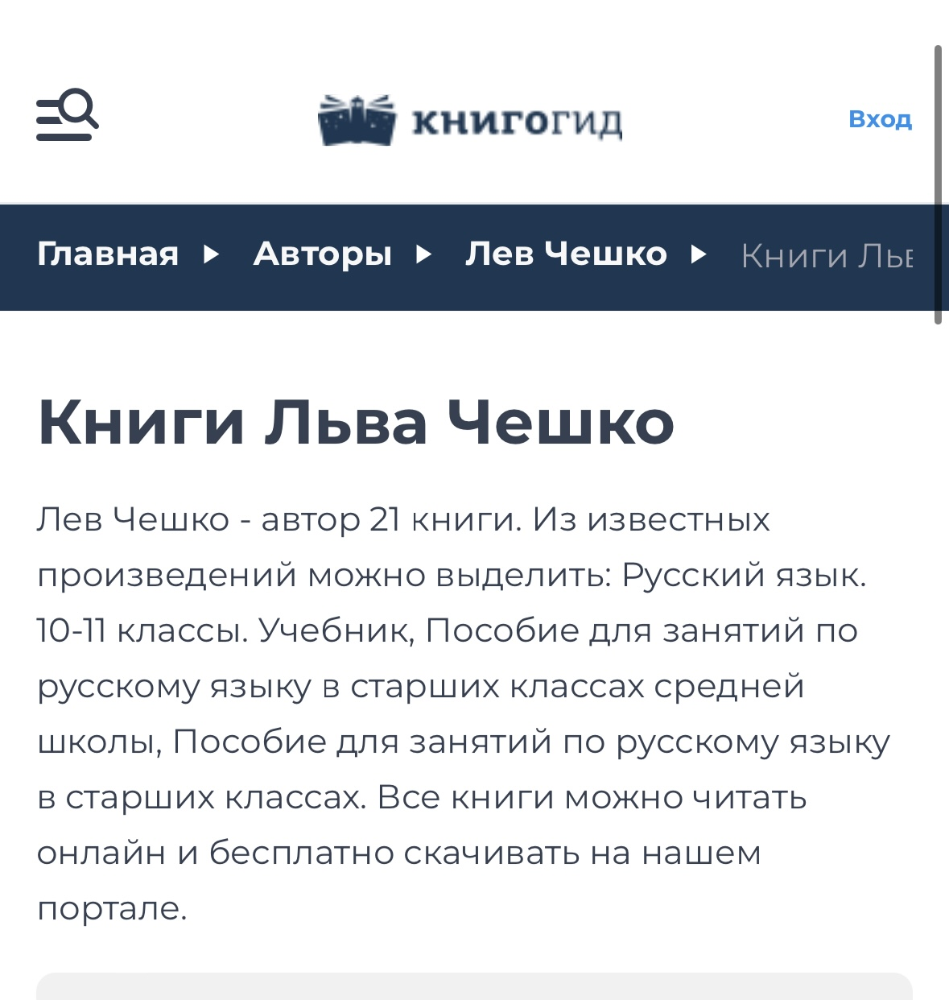 книгогид
Вход
Главная
Авторы
Лев Чешко
Книги
Книги Льва Чешко
Лев Чешко - автор 21 книги. Из известных
произведений можно выделить: Русский язык.
10-11 классы. Учебник, Пособие для занятий по
русскому языку в старших классах средней
школы, Пособие для занятий по русскому языку
в старших классах. Все книги можно читать
онлайн и бесплатно скачивать на нашем
портале.